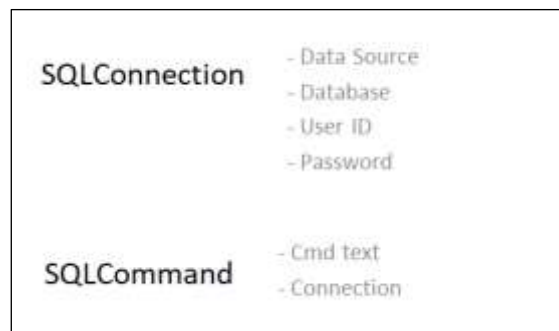 SQLConnection
- Data Source
- Database
- User ID
- Password
SQLCommand
- Cmd text
- Connection